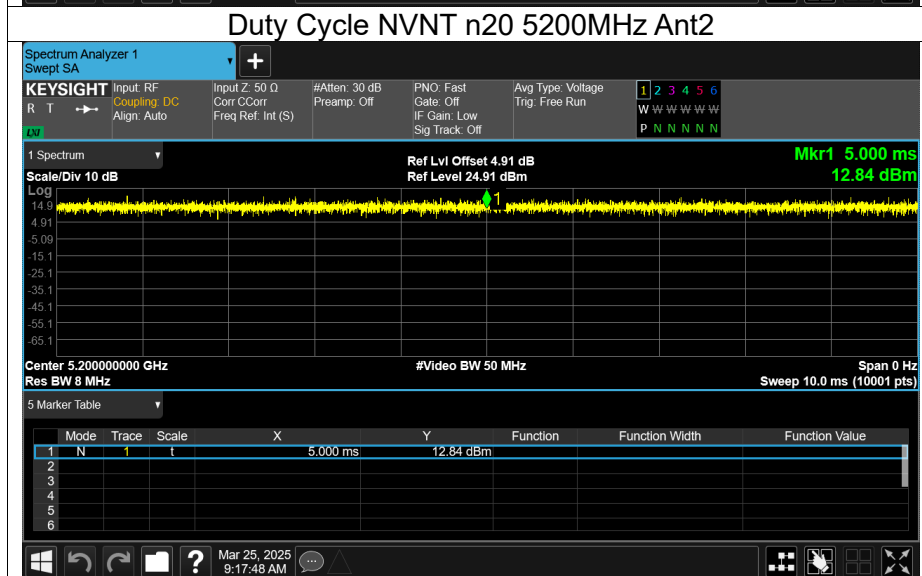 Duty Cycle NVNT n20 5200MHz Ant2
Spectrum Analyzer 1
Swept SA
+
KEYSIGHT Input: RF Input Z: 50 Ω #Atten: 30 dB PNO: Fast Avg Type: Voltage 1 2 3 4 5 6
R T Coupling: DC Corr CCorr Preamp: Off Gate: Off Trig: Free Run W W W W W W
Align: Auto Freq Ref: Int (S) IF Gain: Low
LXI Sig Track: Off P N N N N N
1 Spectrum Ref Lvl Offset 4.91 dB Mkr1 5.000 ms
Scale/Div 10 dB Ref Level 24.91 dBm 12.84 dBm
Log
1
14.9
4.91
-5.09
-15.1
-25.1
-35.1
-45.1
-55.1
-65.1
Center 5.200000000 GHz #Video BW 50 MHz Span 0 Hz
Res BW 8 MHz Sweep 10.0 ms (10001 pts)
5 Marker Table
Mode Trace Scale X Y Function Function Width Function Value
1 N 1 t 5.000 ms 12.84 dBm
2
3
4
5
6
? Mar 25, 2025
9:17:48 AM